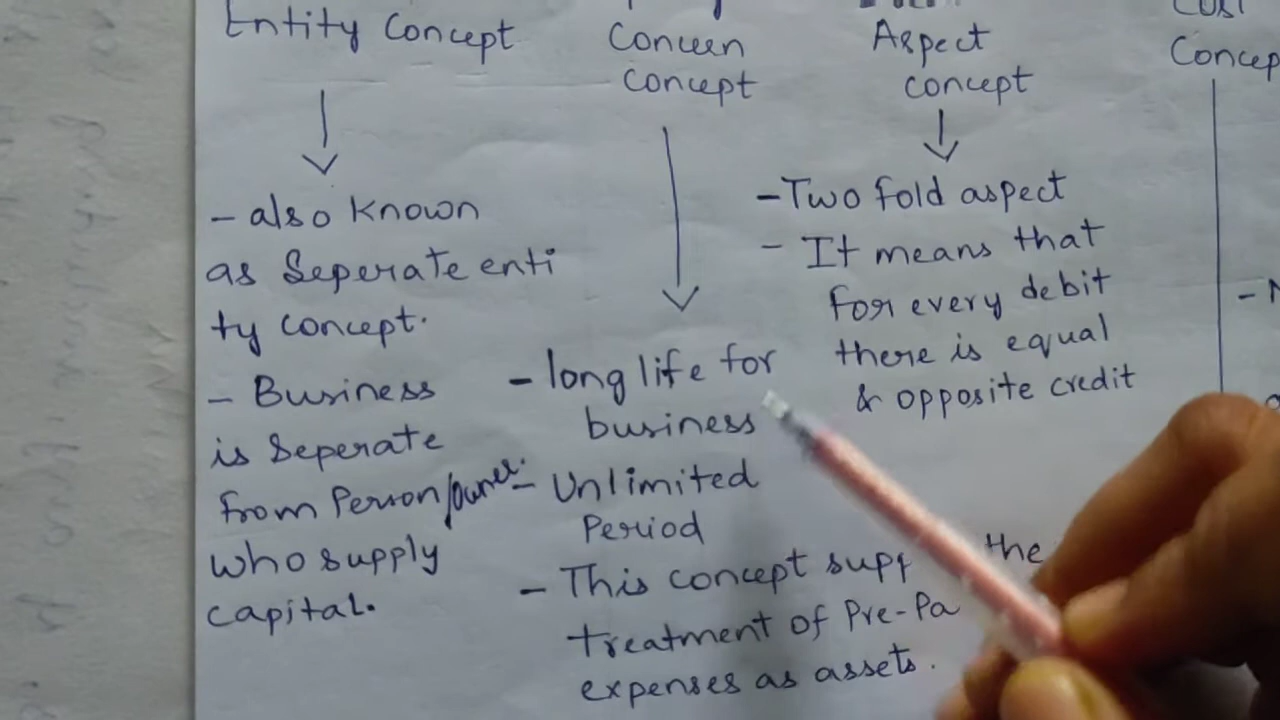 Entity Concept
- also known
as Seperate enti
ty concept.
- Business
is Seperate
from Person/owner.
who supply
capital.
Concern
concept
- long life for
business
- Unlimited
Period
- This concept supp the
treatment of Pre-Pa
expenses as assets.
Aspect
concept
- Two fold aspect
- It means that
for every debit
there is equal
& opposite credit
Cost
Concep